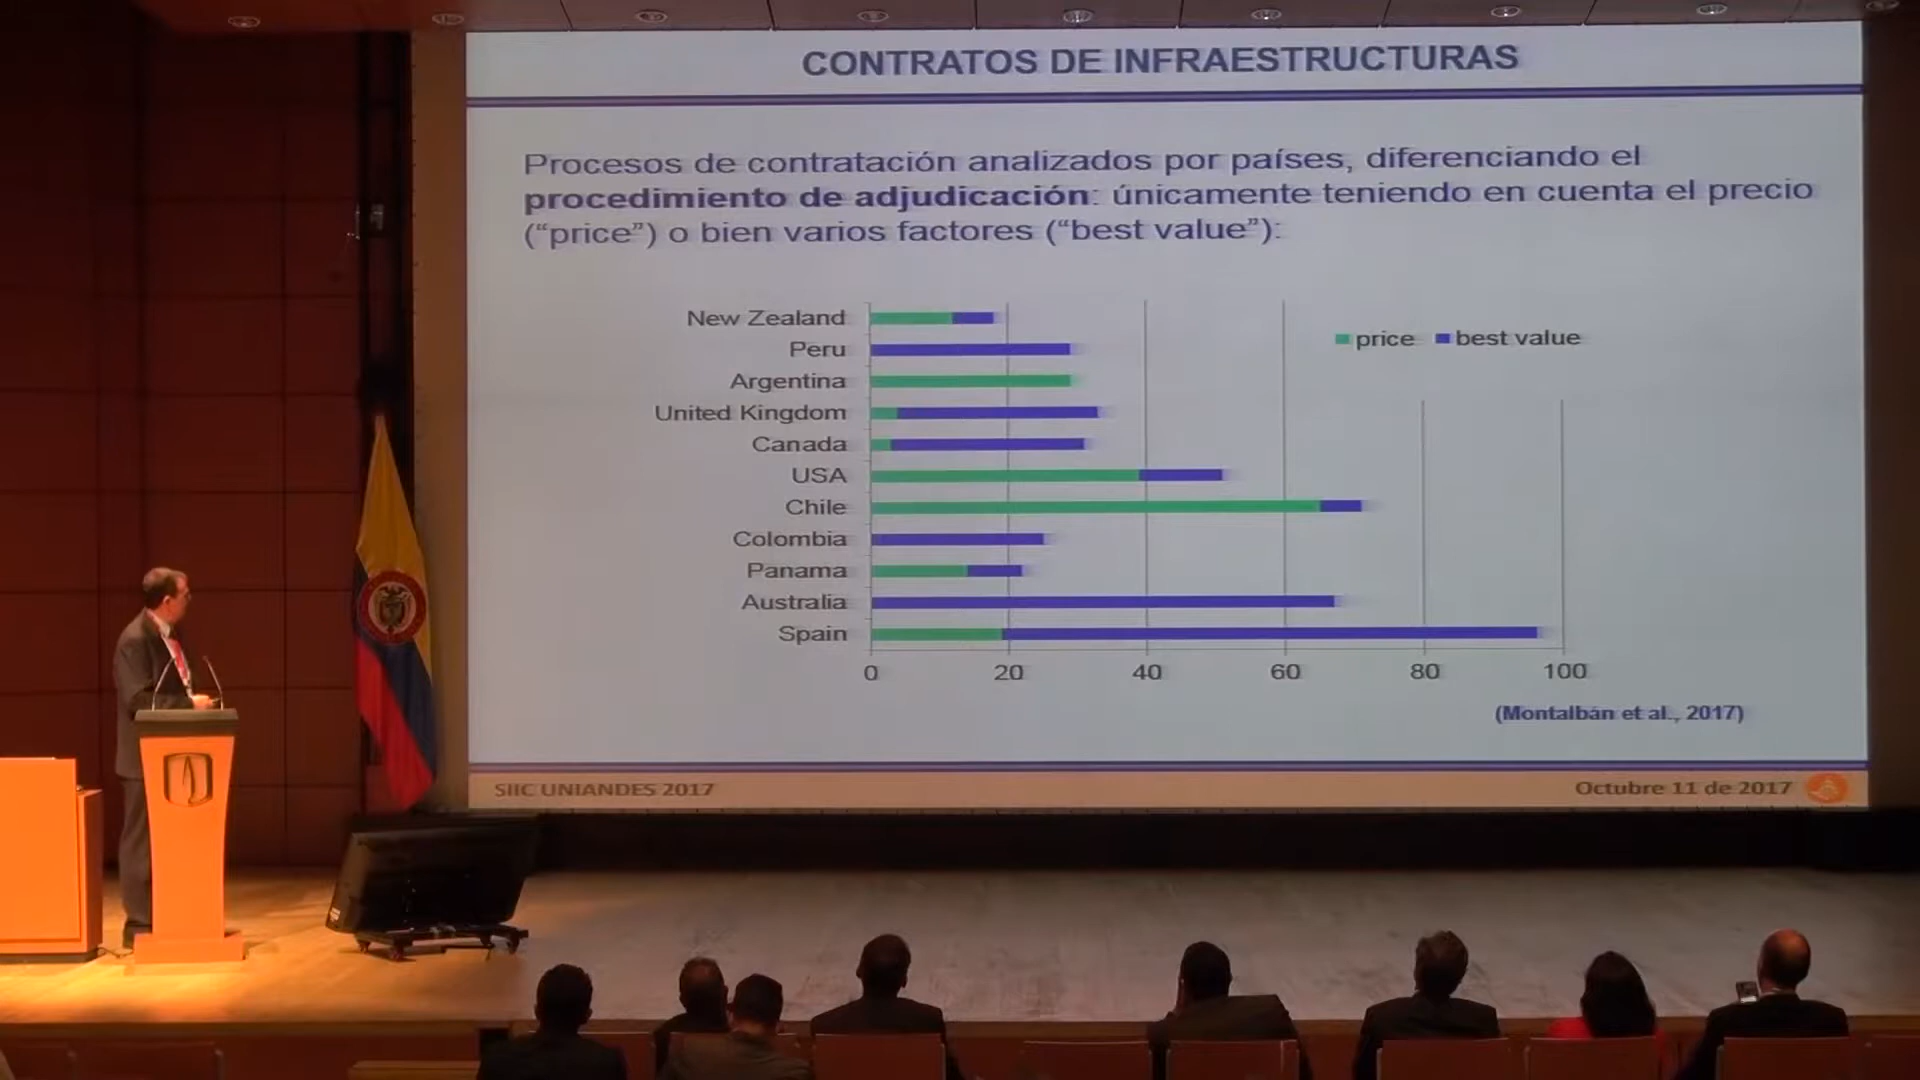 CONTRATOS DE INFRAESTRUCTURAS
Procesos de contratación analizados por países, diferenciando el
procedimiento de adjudicación: únicamente teniendo en cuenta el precio
(“price”) o bien varios factores (“best value”):
New Zealand
Peru
Argentina
United Kingdom
Canada
USA
Chile
Colombia
Panama
Australia
Spain
price best value
0 20 40 60 80 100
(Montalbán et al., 2017)
SIIC UNIANDES 2017
Octubre 11 de 2017